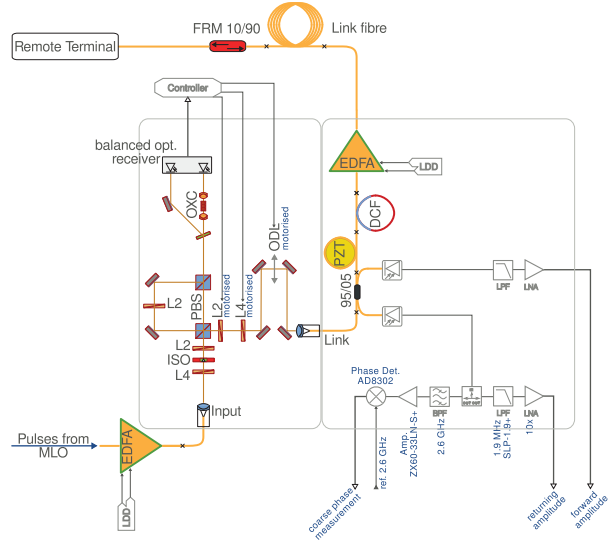 FRM 10/90
Link fibre
Remote Terminal
Controller
balanced opt.
receiver
EDFA
LDD
OXC
ODL
motorised
DCF
PZT
L2
PBS
L2
motorised
L4
motorised
95/05
LPF
LNA
L2
ISO
L4
Link
Input
Phase Det.
AD8302
BPF
LPF
LNA
Amp.
ZX60-33LN-S+
2.6 GHz
1.9 MHz
SLP-1.9+
10x
ref. 2.6 GHz
Pulses from
MLO
EDFA
LDD
coarse phase
measurement
returning
amplitude
forward
amplitude